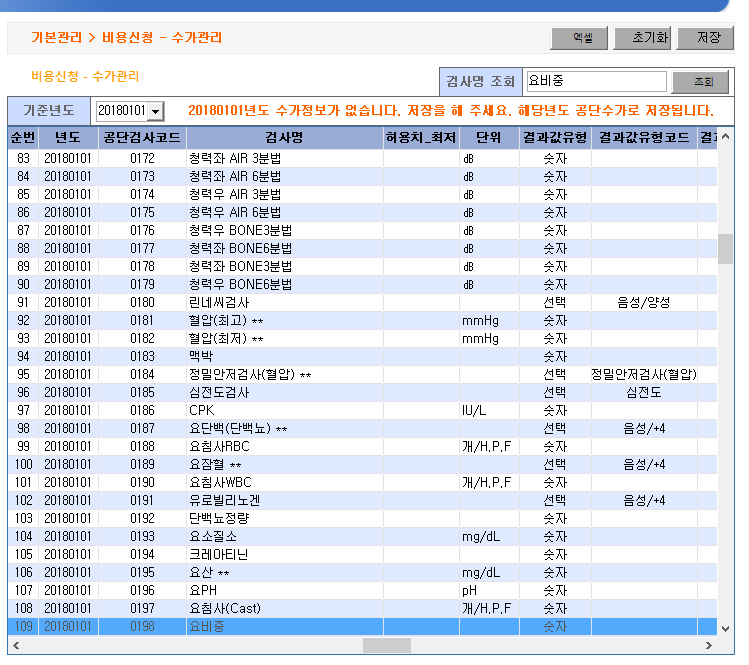 기본관리 > 비용신청 - 수가관리 엑셀 초기화 저장
비용신청 - 수가관리 검사명 조회 요비중 조회
기준년도 20180101 20180101년도 수가정보가 없습니다. 저장을 해 주세요. 해당년도 공단수가로 저장됩니다.
순번 년도 공단검사코드 검사명 허용치_최저 단위 결과값유형 결과값유형코드
83 20180101 0172 청력좌 AIR 3분법 dB 숫자
84 20180101 0173 청력좌 AIR 6분법 dB 숫자
85 20180101 0174 청력우 AIR 3분법 dB 숫자
86 20180101 0175 청력우 AIR 6분법 dB 숫자
87 20180101 0176 청력우 BONE3분법 dB 숫자
88 20180101 0177 청력좌 BONE6분법 dB 숫자
89 20180101 0178 청력좌 BONE3분법 dB 숫자
90 20180101 0179 청력우 BONE6분법 dB 숫자
91 20180101 0180 린네씨검사 선택 음성/양성
92 20180101 0181 혈압(최고) ** mmHg 숫자
93 20180101 0182 혈압(최저) ** mmHg 숫자
94 20180101 0183 맥박 숫자
95 20180101 0184 정밀안저검사(혈압) ** 선택 정밀안저검사(혈압)
96 20180101 0185 심전도검사 선택 심전도
97 20180101 0186 CPK IU/L 숫자
98 20180101 0187 요단백(단백뇨) ** 선택 음성/+4
99 20180101 0188 요침사RBC 개/H.P.F 숫자
100 20180101 0189 요잠혈 ** 선택 음성/+4
101 20180101 0190 요침사WBC 개/H.P.F 숫자
102 20180101 0191 유로빌리노겐 선택 음성/+4
103 20180101 0192 단백뇨정량 숫자
104 20180101 0193 요소질소 mg/dL 숫자
105 20180101 0194 크레아티닌 숫자
106 20180101 0195 요산 ** mg/dL 숫자
107 20180101 0196 요PH pH 숫자
108 20180101 0197 요침사(Cast) 개/H.P.F 숫자
109 20180101 0198 요비중 숫자